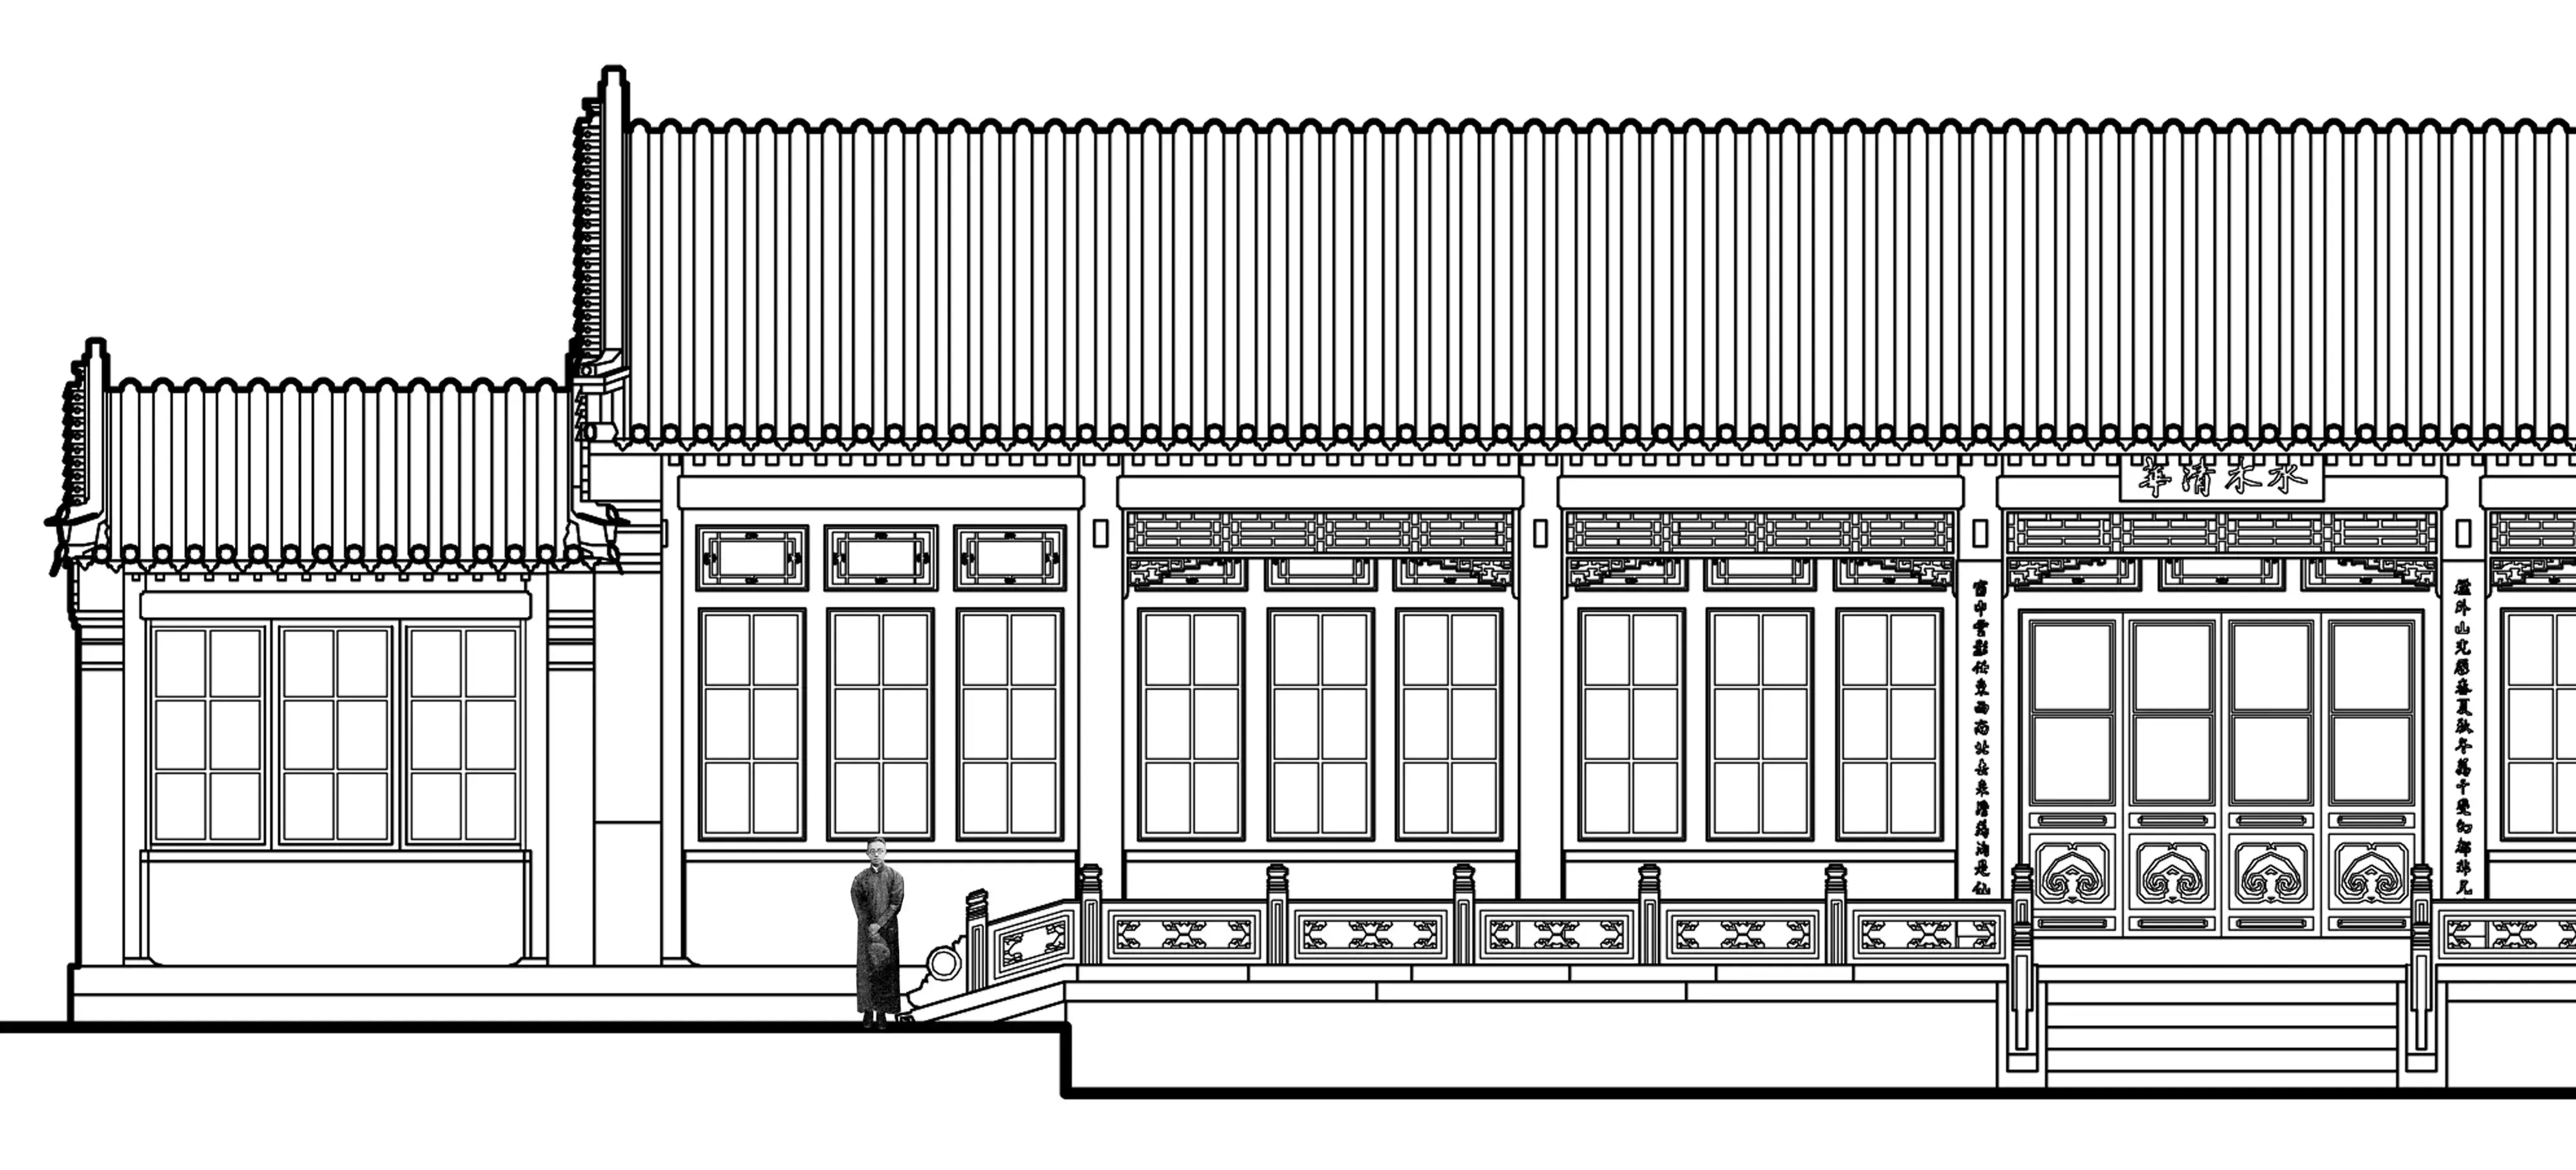 水木清華
檻外山光歷春夏秋冬萬千變幻都非凡
窗中雲影任東西南北去來澹蕩洵是仙